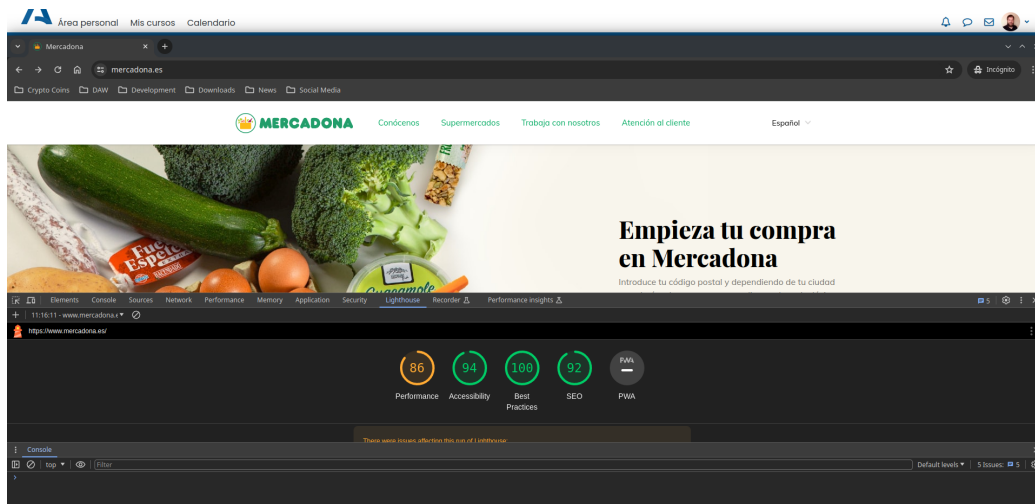 Área personal Mis cursos Calendario
Mercadona
mercadona.es Incógnito
Crypto Coins DAW Development Downloads News Social Media
MERCADONA Conócenos Supermercados Trabaja con nosotros Atención al cliente Español
Empieza tu compra
en Mercadona
Introduce tu código postal y dependiendo de tu ciudad
Fuet
Espetec
Guacamole
Elements Console Sources Network Performance Memory Application Security Lighthouse Recorder Performance insights 5
11:16:11 - www.mercadona.e
https://www.mercadona.es/
86 94 100 92 PWA
Performance Accessibility Best Practices SEO PWA
There were issues affecting this run of Lighthouse:
Console
top Filter Default levels 5 Issues: 5